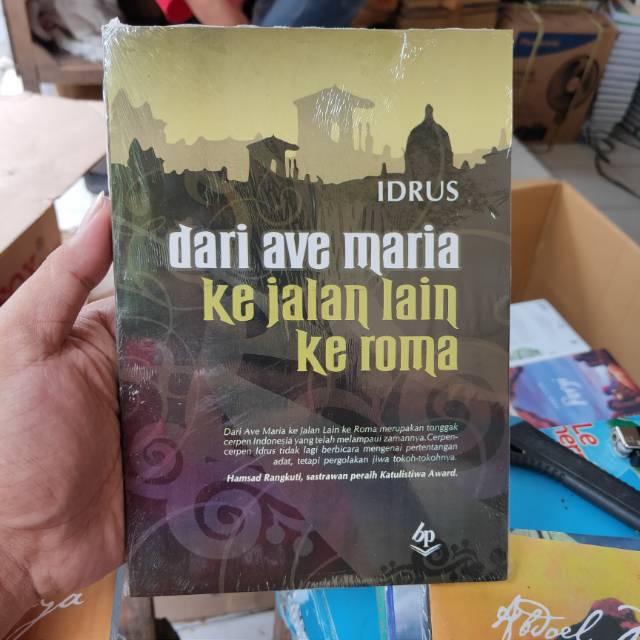 IDRUS
dari ave maria
ke jalan lain
ke roma
Dari Ave Maria ke Jalan Lain ke Roma merupakan tonggak
cerpen Indonesia yang telah melampaui zamannya.Cerpen-
cerpen Idrus tidak lagi berbicara mengenai pertentangan
adat, tetapi pergolakan jiwa tokoh-tokohnya.
Hamsad Rangkuti, sastrawan peraih Katulistiwa Award.
bp